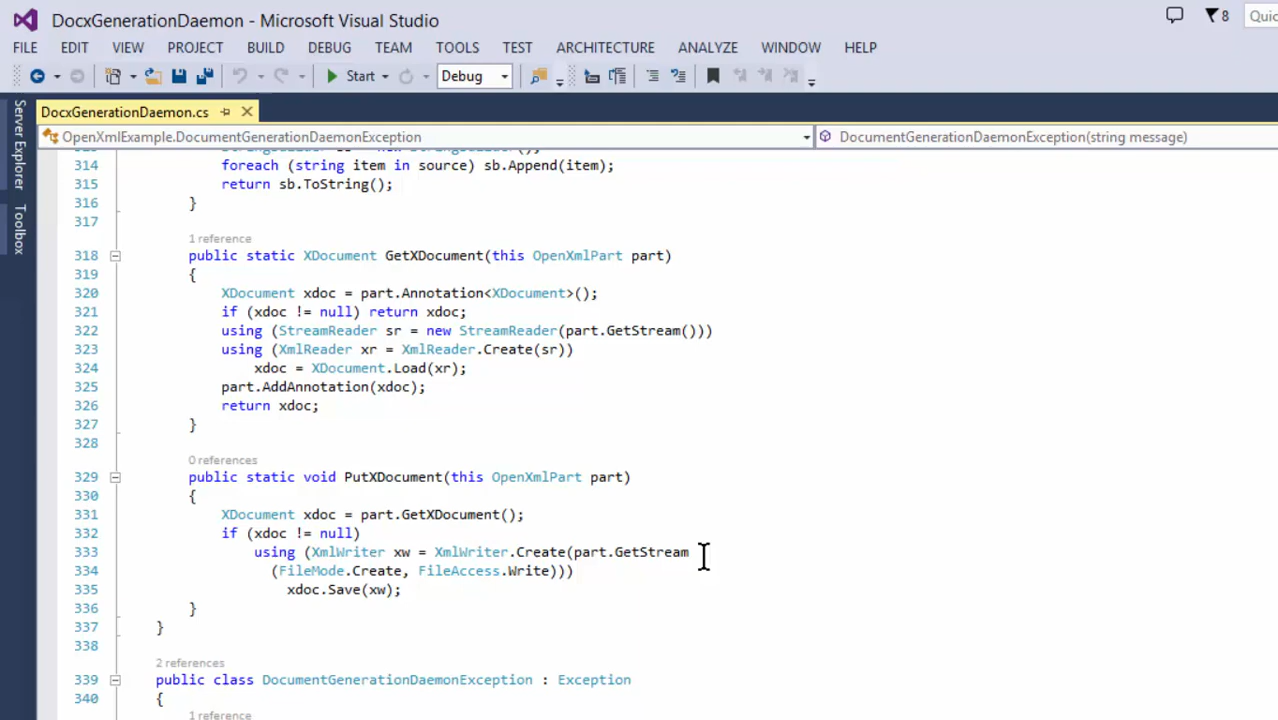 DocxGenerationDaemon - Microsoft Visual Studio
8
Quic
FILE EDIT VIEW PROJECT BUILD DEBUG TEAM TOOLS TEST ARCHITECTURE ANALYZE WINDOW HELP
Start Debug
Server Explorer
Toolbox
DocxGenerationDaemon.cs
OpenXmlExample.DocumentGenerationDaemonException
DocumentGenerationDaemonException(string message)
314 foreach (string item in source) sb.Append(item);
315 return sb.ToString();
316 }
317
1 reference
318 public static XDocument GetXDocument(this OpenXmlPart part)
319 {
320 XDocument xdoc = part.Annotation<XDocument>();
321 if (xdoc != null) return xdoc;
322 using (StreamReader sr = new StreamReader(part.GetStream()))
323 using (XmlReader xr = XmlReader.Create(sr))
324 xdoc = XDocument.Load(xr);
325 part.AddAnnotation(xdoc);
326 return xdoc;
327 }
328
0 references
329 public static void PutXDocument(this OpenXmlPart part)
330 {
331 XDocument xdoc = part.GetXDocument();
332 if (xdoc != null)
333 using (XmlWriter xw = XmlWriter.Create(part.GetStream
334 (FileMode.Create, FileAccess.Write)))
335 xdoc.Save(xw);
336 }
337 }
338
2 references
339 public class DocumentGenerationDaemonException : Exception
340 {
1 reference